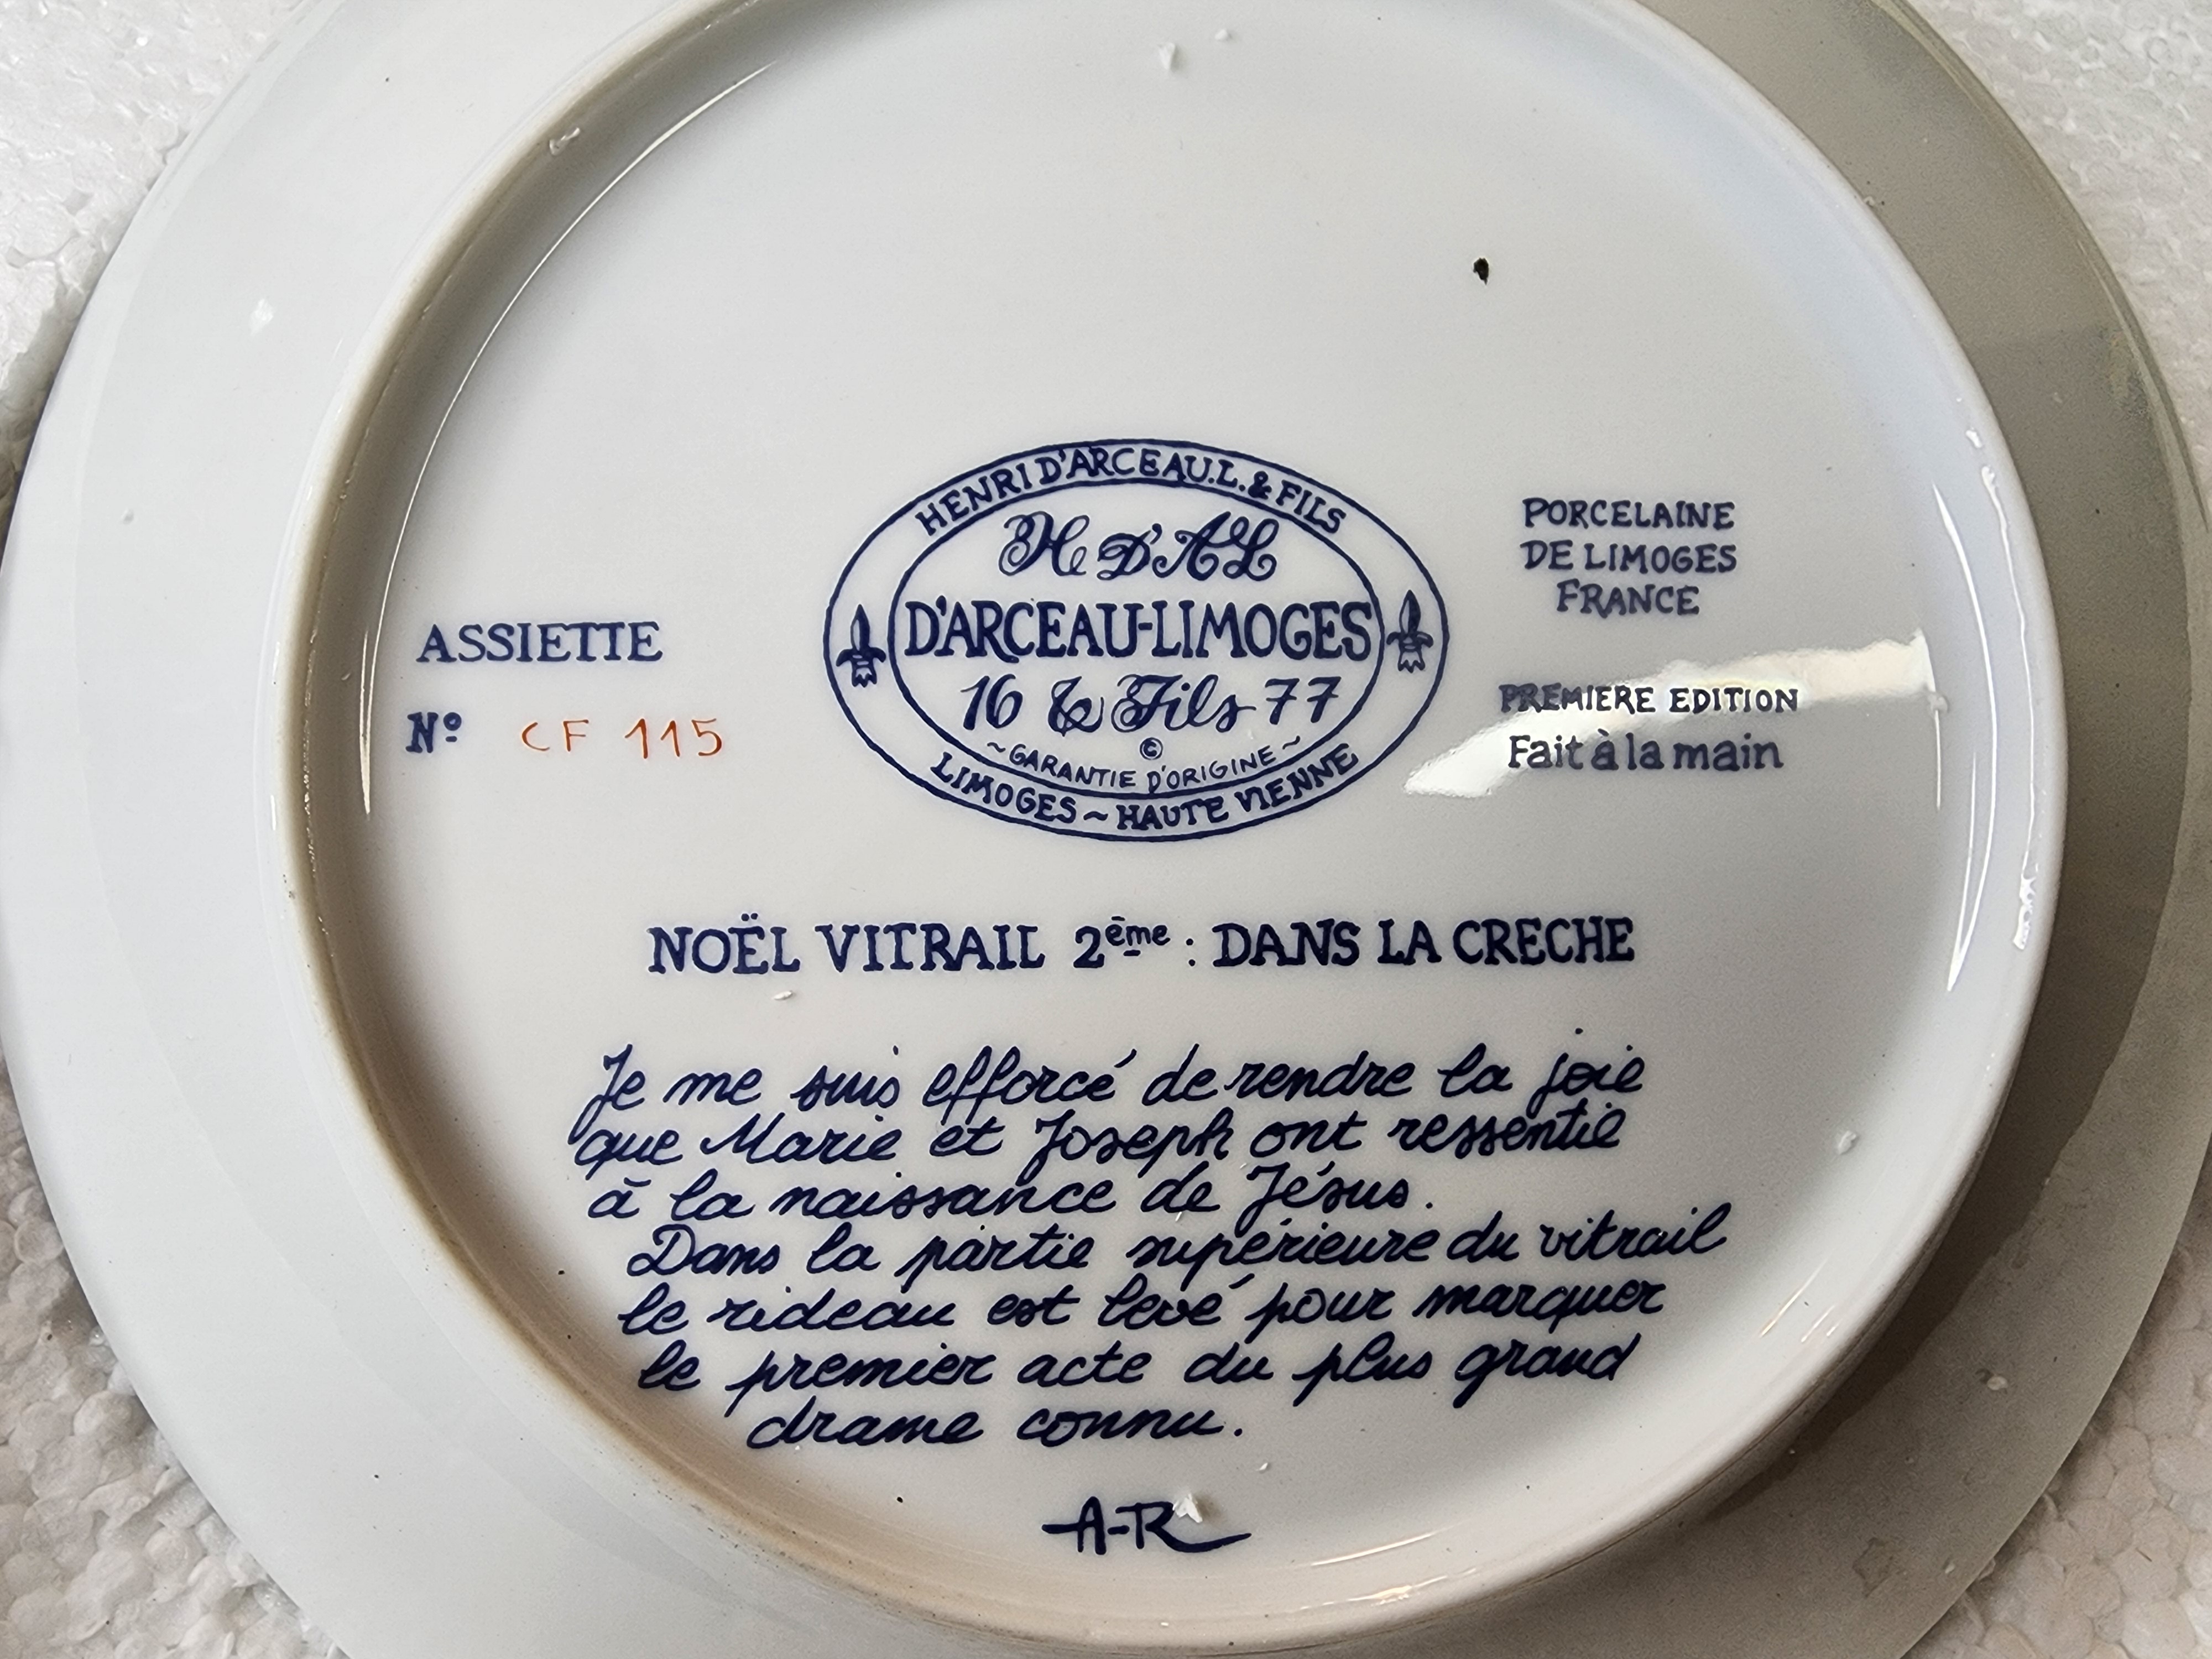 HENRI D'ARCEAU.L. & FILS
H D'AL
D'ARCEAU-LIMOGES
16 & Fils 77
©
~GARANTIE D'ORIGINE~
LIMOGES ~ HAUTE VIENNE
ASSIETTE
Nº CF 115
PORCELAINE
DE LIMOGES
FRANCE
PREMIERE EDITION
Fait à la main
NOËL VITRAIL 2ème : DANS LA CRECHE
Je me suis efforcé de rendre la joie
que Marie et Joseph ont ressentie
à la naissance de Jésus.
Dans la partie supérieure du vitrail
le rideau est levé pour marquer
le premier acte du plus grand
drame connu.
A-R